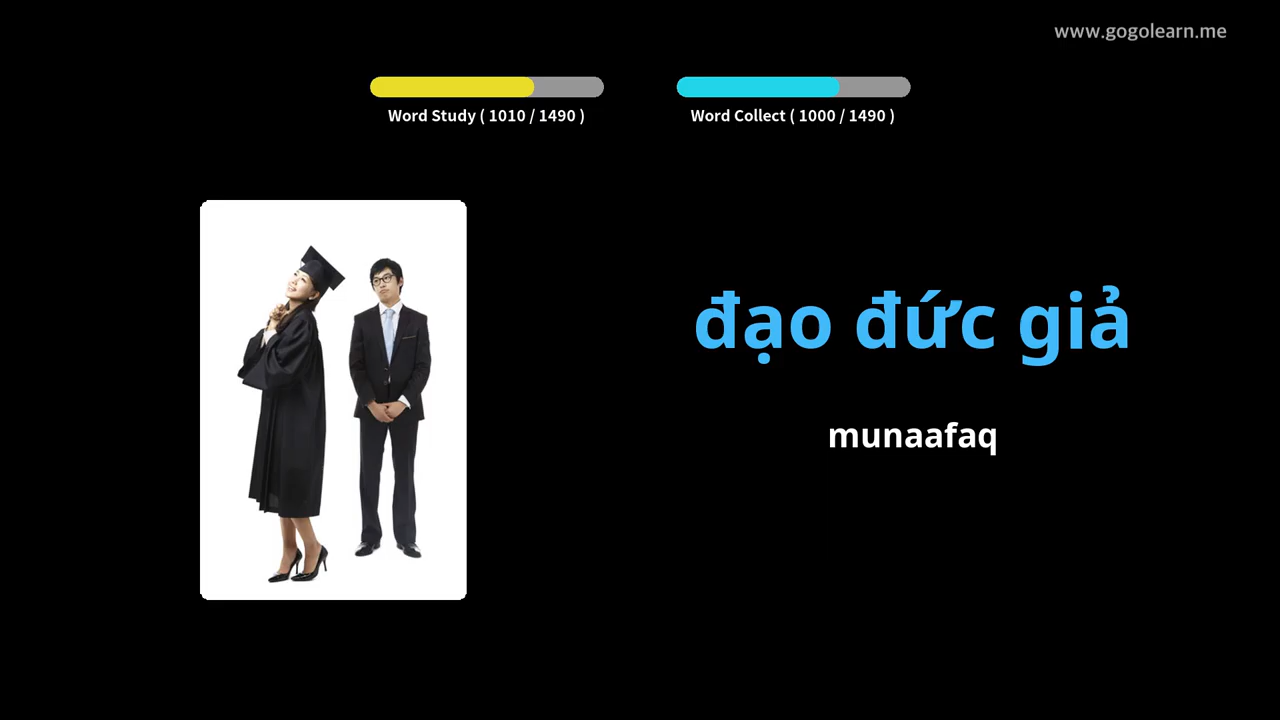 www.gogolearn.me
Word Study ( 1010 / 1490 )
Word Collect ( 1000 / 1490 )
đạo đức giả
munaafaq